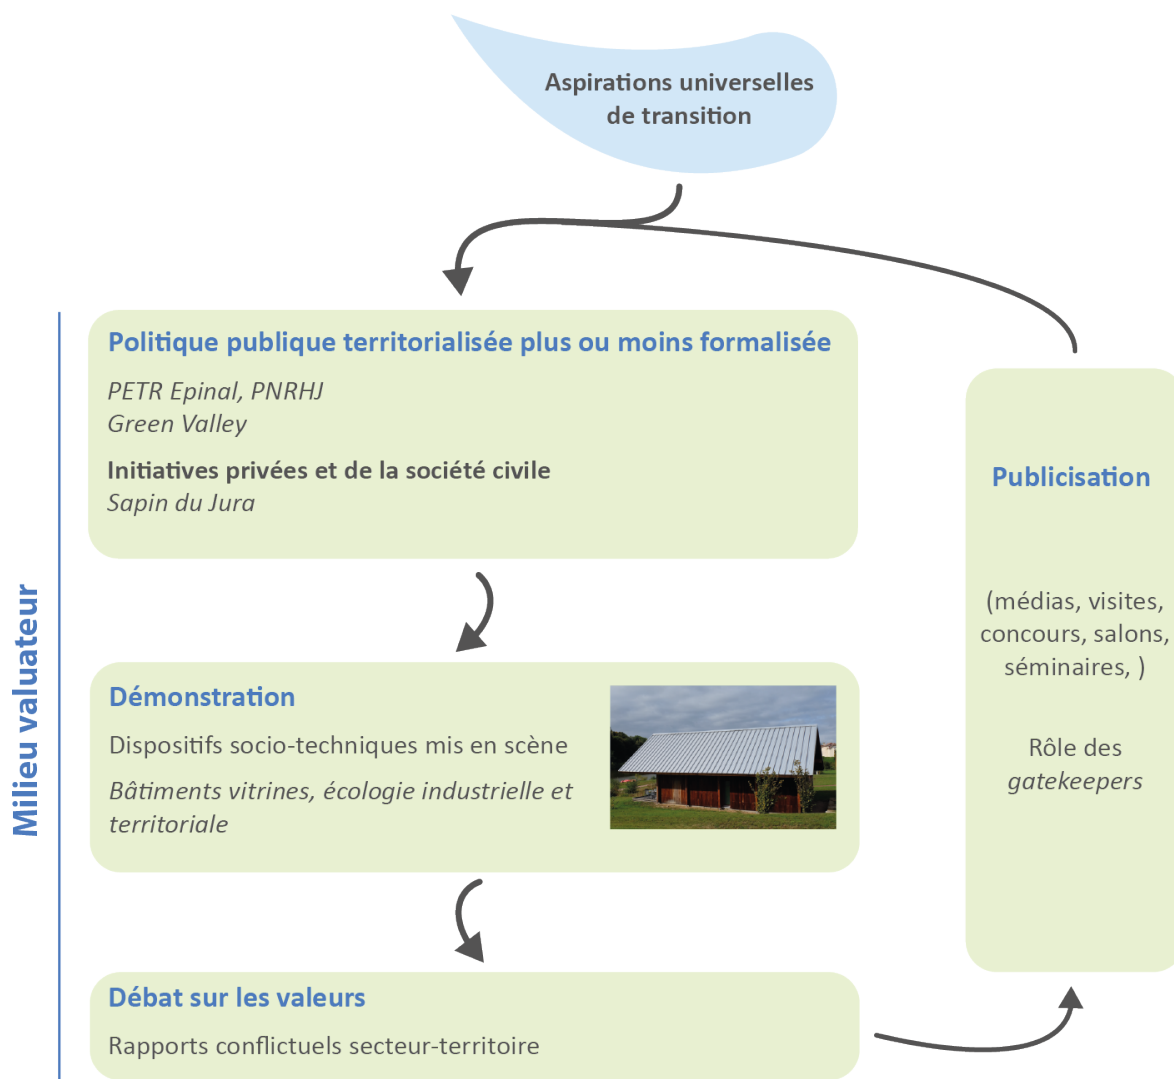 Aspirations universelles
de transition
Politique publique territorialisée plus ou moins formalisée
PETR Epinal, PNRHJ
Green Valley
Initiatives privées et de la société civile
Sapin du Jura
Milieu valuateur
Démonstration
Dispositifs socio-techniques mis en scène
Bâtiments vitrines, écologie industrielle et
territoriale
Débat sur les valeurs
Rapports conflictuels secteur-territoire
Publicisation
(médias, visites,
concours, salons,
séminaires, )
Rôle des
gatekeepers